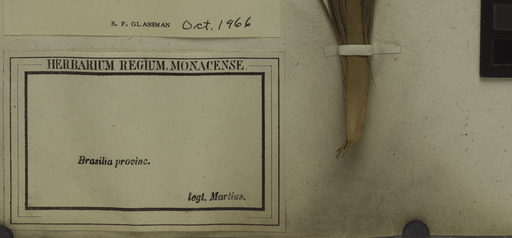 S. F. GLASSMAN Oct. 1966
HERBARIUM REGIUM MONACENSE
Brasilia provinc.
legt. Martius.